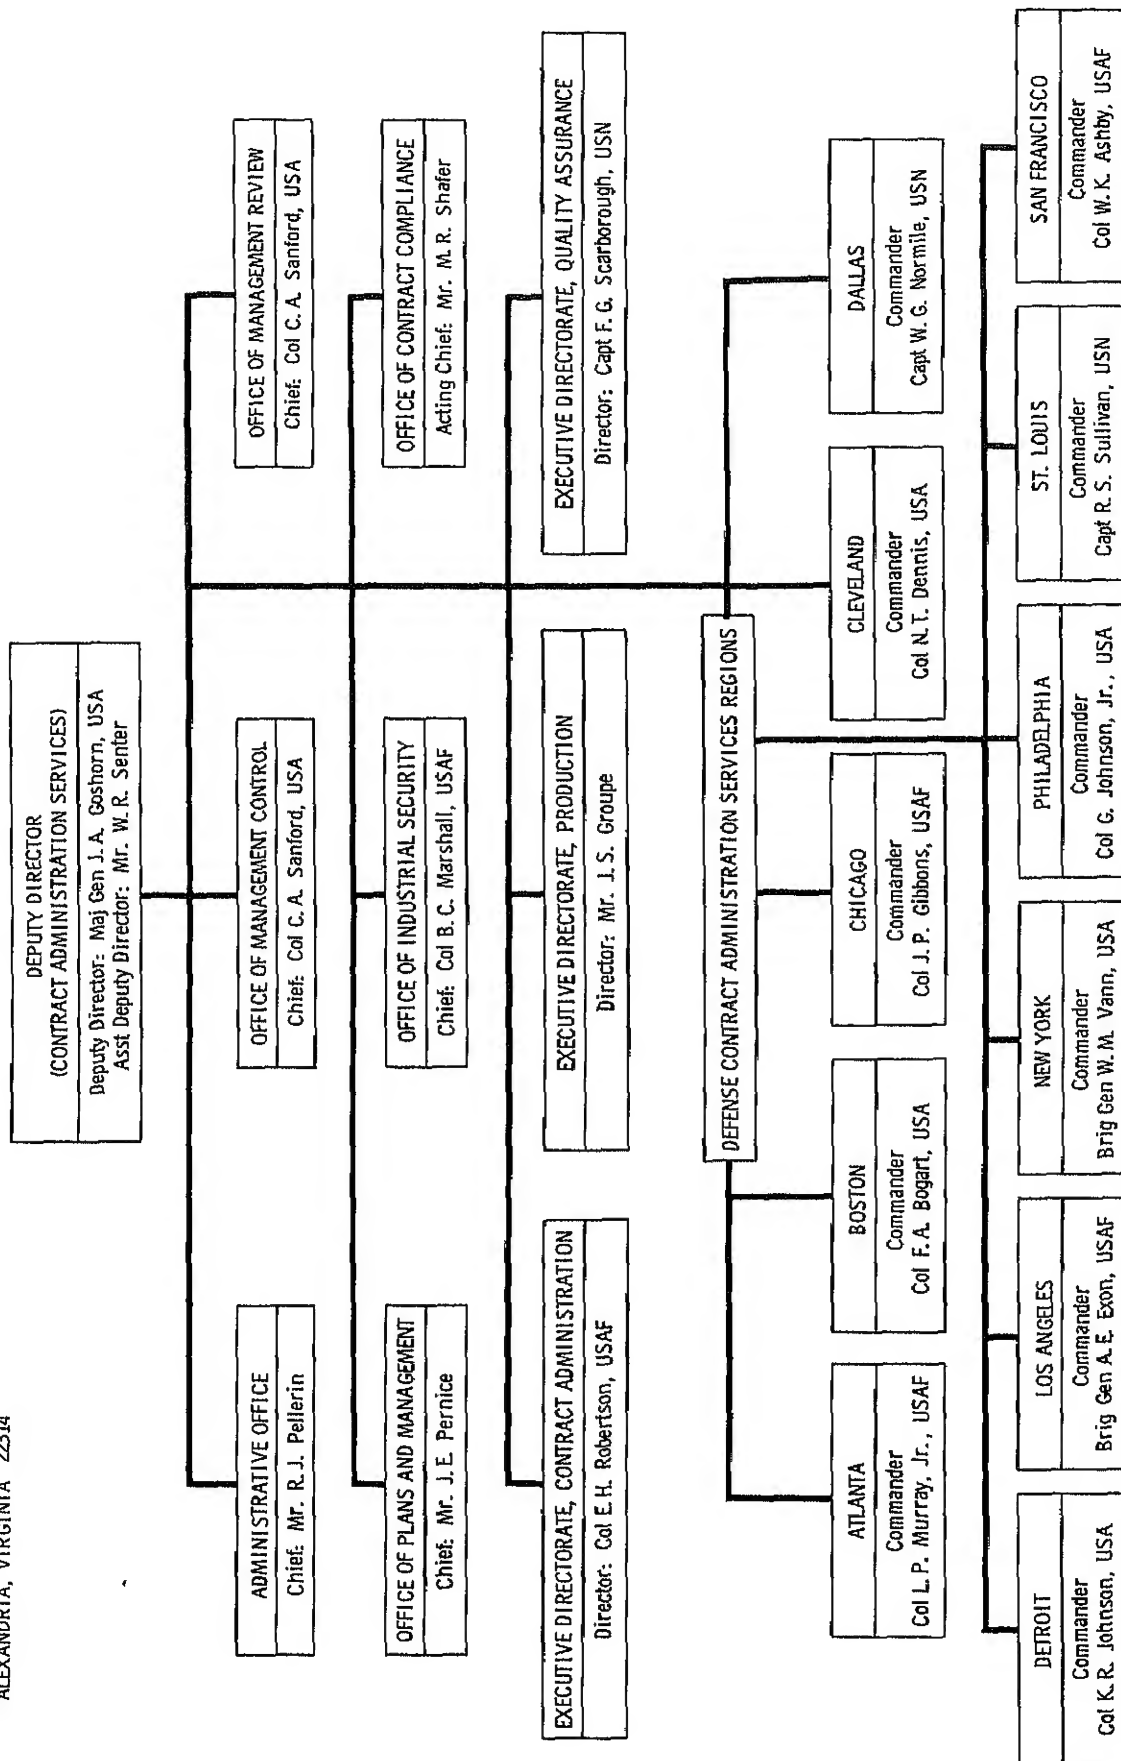 ALEXANDRIA, VIRGINIA 22314
DEPUTY DIRECTOR
(CONTRACT ADMINISTRATION SERVICES)
Deputy Director: Maj Gen J. A. Goshorn, USA
Asst Deputy Director: Mr. W. R. Senter
ADMINISTRATIVE OFFICE
Chief: Mr. R. J. Pellerin
OFFICE OF MANAGEMENT CONTROL
Chief: Col C. A. Sanford, USA
OFFICE OF MANAGEMENT REVIEW
Chief: Col C. A. Sanford, USA
OFFICE OF PLANS AND MANAGEMENT
Chief: Mr. J. E. Pernice
OFFICE OF INDUSTRIAL SECURITY
Chief: Col B. C. Marshall, USAF
OFFICE OF CONTRACT COMPLIANCE
Acting Chief: Mr. M. R. Shafer
EXECUTIVE DIRECTORATE, CONTRACT ADMINISTRATION
Director: Col E. H. Robertson, USAF
EXECUTIVE DIRECTORATE, PRODUCTION
Director: Mr. J. S. Groupe
EXECUTIVE DIRECTORATE, QUALITY ASSURANCE
Director: Capt F. G. Scarborough, USN
DEFENSE CONTRACT ADMINISTRATION SERVICES REGIONS
ATLANTA
Commander
Col L. P. Murray, Jr., USAF
BOSTON
Commander
Col F. A. Bogart, USA
CHICAGO
Commander
Col J. P. Gibbons, USAF
CLEVELAND
Commander
Col N. T. Dennis, USA
DALLAS
Commander
Capt W. G. Normile, USN
DETROIT
Commander
Col K. R. Johnson, USA
LOS ANGELES
Commander
Brig Gen A. E. Exon, USAF
NEW YORK
Commander
Brig Gen W. M. Vann, USA
PHILADELPHIA
Commander
Col G. Johnson, Jr., USA
ST. LOUIS
Commander
Capt R. S. Sullivan, USN
SAN FRANCISCO
Commander
Col W. K. Ashby, USAF